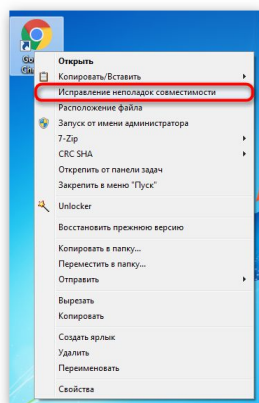 Go
Ch
Открыть
Копировать/Вставить
Исправление неполадок совместимости
Расположение файла
Запуск от имени администратора
7-Zip
CRC SHA
Открепить от панели задач
Закрепить в меню "Пуск"
Unlocker
Восстановить прежнюю версию
Копировать в папку...
Переместить в папку...
Отправить
Вырезать
Копировать
Создать ярлык
Удалить
Переименовать
Свойства